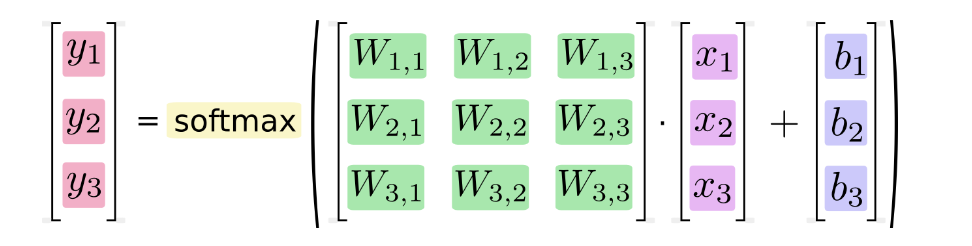 y1 W1,1 W1,2 W1,3 x1 b1
y2 = softmax ( W2,1 W2,2 W2,3 · x2 + b2 )
y3 W3,1 W3,2 W3,3 x3 b3